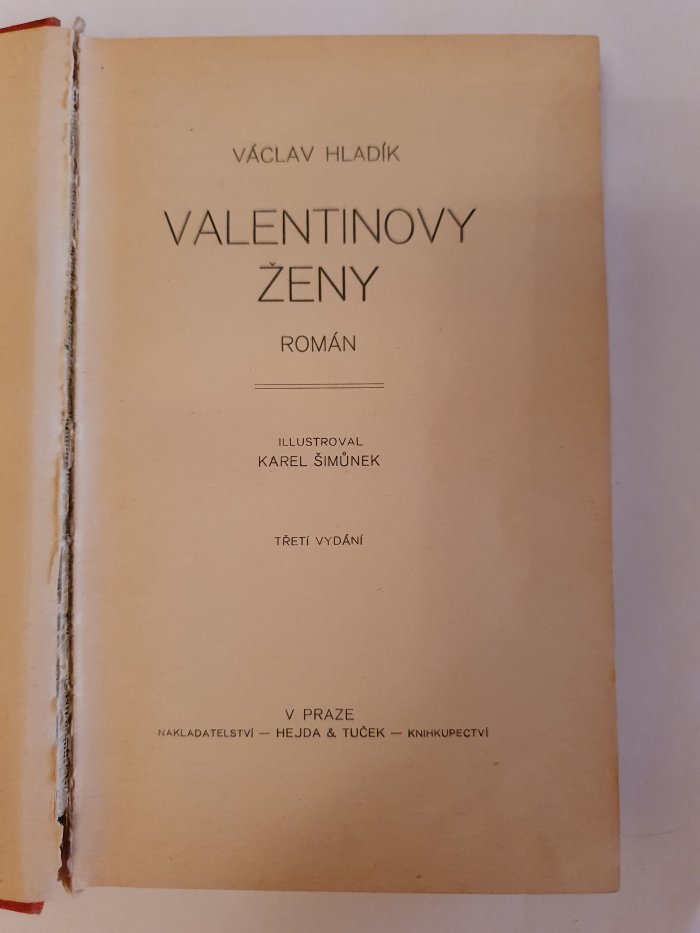 VÁCLAV HLADÍK
VALENTINOVY
ŽENY
ROMÁN
ILLUSTROVAL
KAREL ŠIMŮNEK
TŘETÍ VYDÁNÍ
V PRAZE
NAKLADATELSTVÍ — HEJDA & TUČEK — KNIHKUPECTVÍ